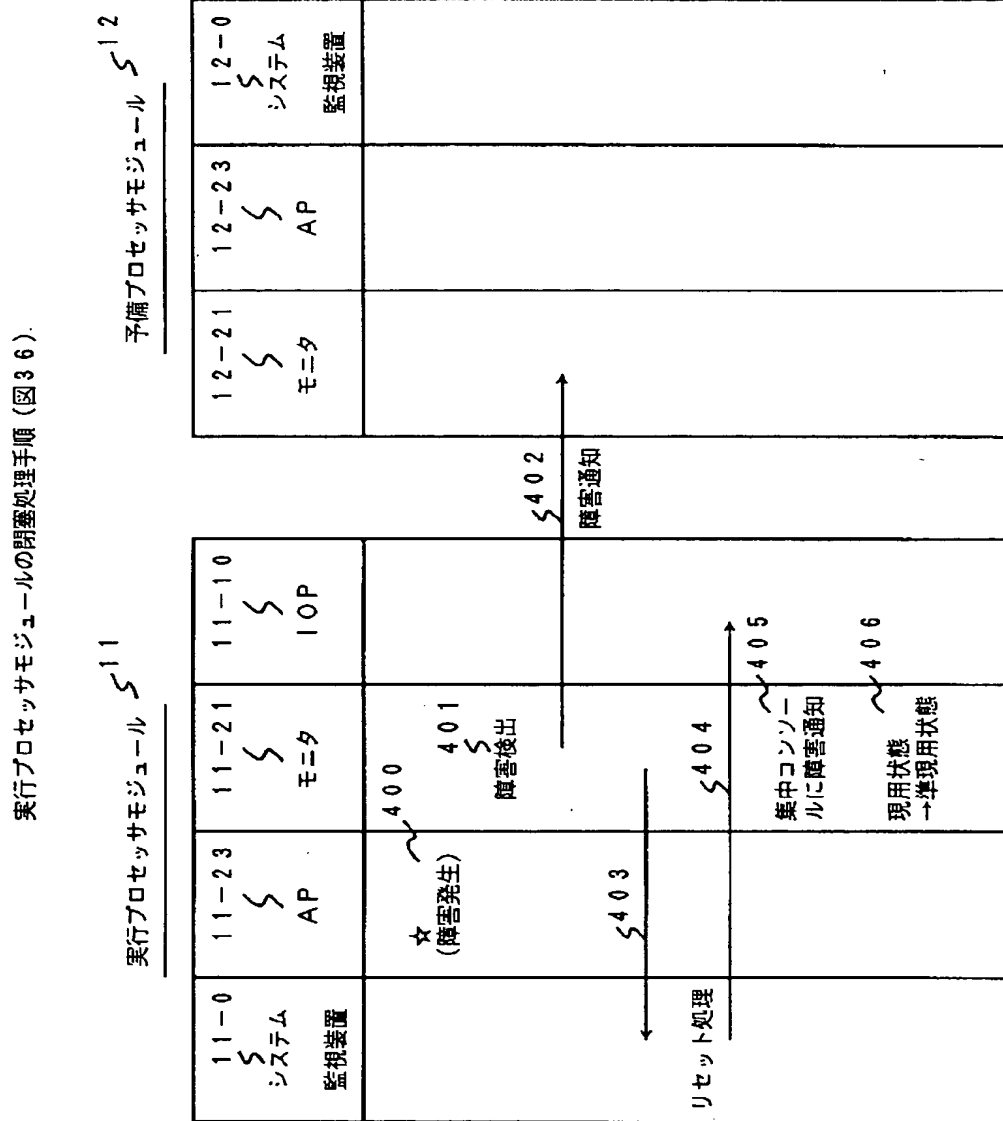 実行プロセッサモジュールの閉塞処理手順（図３６）．
実行プロセッサモジュール
１１
予備プロセッサモジュール
１２
１１－０
システム
監視装置
１１－２３
ＡＰ
１１－２１
モニタ
１１－１０
ＩＯＰ
１２－２１
モニタ
１２－２３
ＡＰ
１２－０
システム
監視装置
☆
（障害発生）
４００
４０１
障害検出
４０２
障害通知
４０３
リセット処理
４０４
集中コンソー
ルに障害通知
４０５
現用状態
→準現用状態
４０６